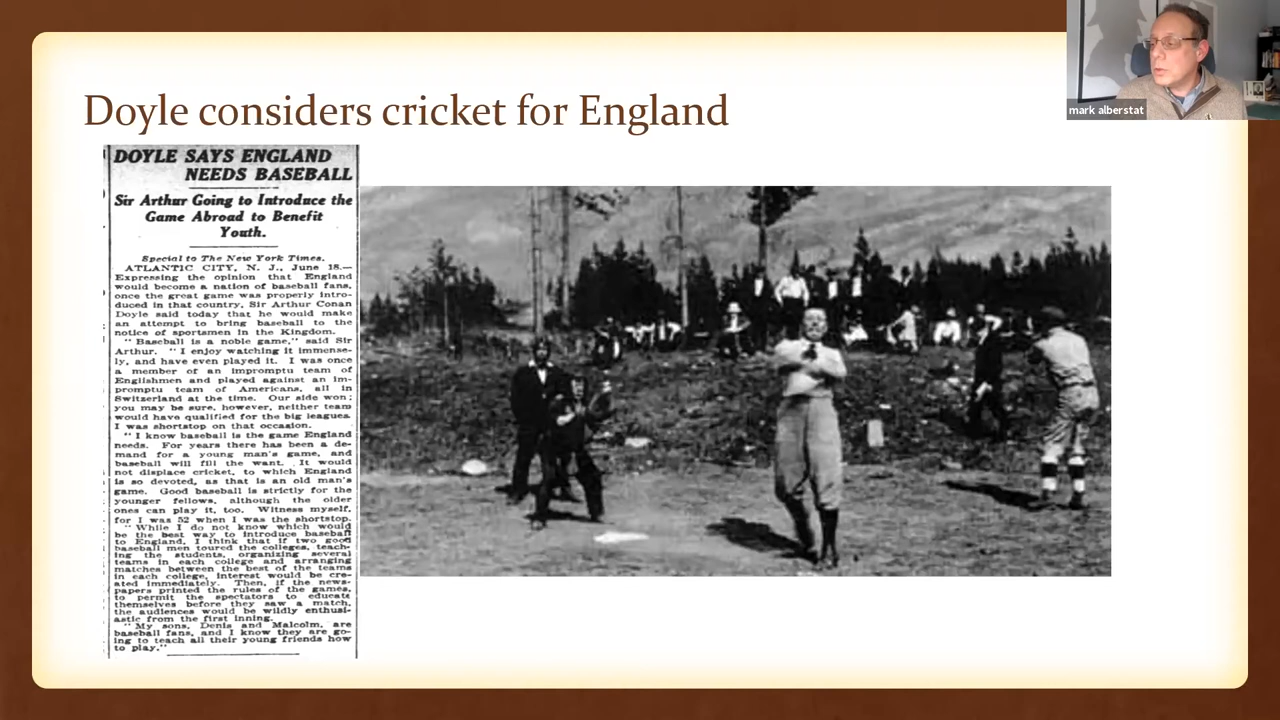 mark alberstat
Doyle considers cricket for England
DOYLE SAYS ENGLAND
NEEDS BASEBALL
Sir Arthur Going to Introduce the
Game Abroad to Benefit
Youth.
Special to The New York Times.
ATLANTIC CITY, N. J., June 18.—
Expressing the opinion that England
would become a nation of baseball fans,
once the great game was properly intro-
duced in that country, Sir Arthur Conan
Doyle said today that he would make
an attempt to bring baseball to the
notice of sportsmen in the Kingdom.
" Baseball is a noble game," said Sir
Arthur. " I enjoy watching it immense-
ly, and have even played it. I was once
a member of an impromptu team of
Englishmen and played against an im-
promptu team of Americans, all in
Switzerland at the time. Our side won;
you may be sure, however, neither team
would have qualified for the big leagues.
I was shortstop on that occasion.
" I know baseball is the game England
needs. For years there has been a de-
mand for a young man's game, and
baseball will fill the want. It would
not displace cricket, to which England
is so devoted, as that is an old man's
game. Good baseball is strictly for the
younger fellows, although the older
ones can play it, too. Witness myself,
for I was 52 when I was the shortstop.
" While I do not know which would
be the best way to introduce baseball
to England, I think that if two good
baseball men toured the colleges, teach-
ing the students, organizing several
teams in each college and arranging
matches between the best of the teams
in each college, interest would be cre-
ated immediately. Then, if the news-
papers printed the rules of the games,
to permit the spectators to educate
themselves before they saw a match,
the audiences would be wildly enthusi-
astic from the first inning.
" My sons, Denis and Malcolm, are
baseball fans, and I know they are go-
ing to teach all their young friends how
to play."